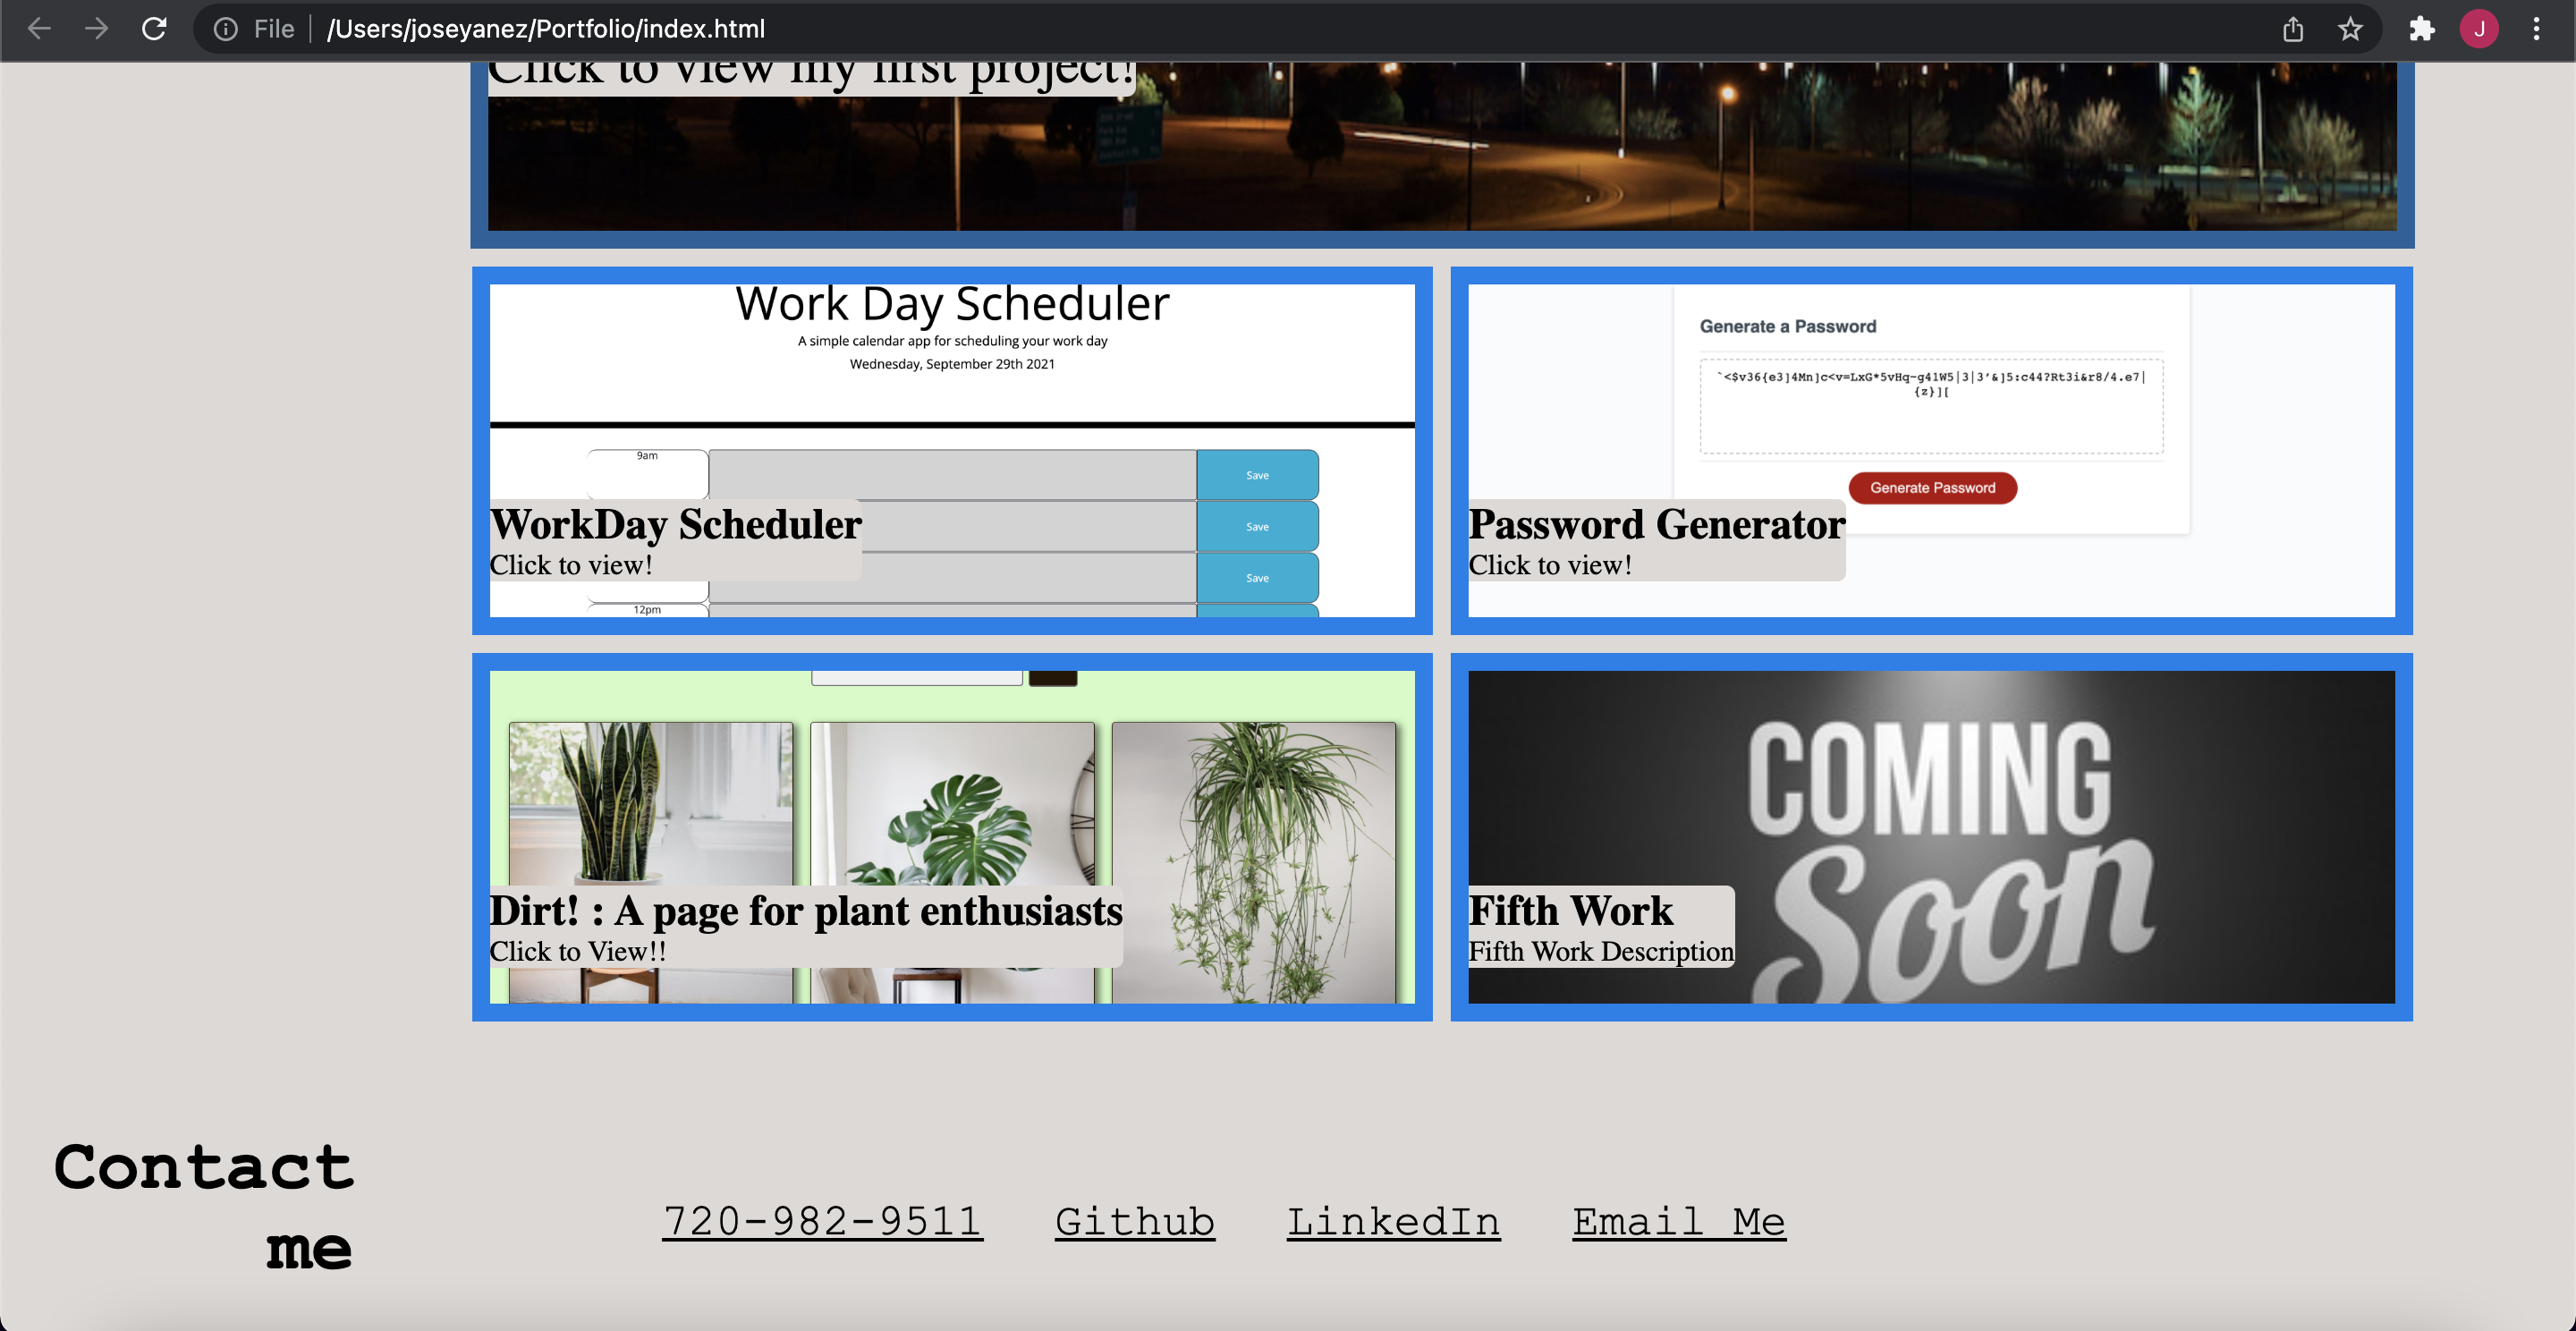 File | /Users/joseyanez/Portfolio/index.html
J
Click to view my first project!
Work Day Scheduler
A simple calendar app for scheduling your work day
Wednesday, September 29th 2021
9am
Save
Save
Save
12pm
WorkDay Scheduler
Click to view!
Generate a Password
`<$v36{e3]4Mn]c<v=LxG*5vHq-g41W5|3|3'&]5:c44?Rt3i&r8/4.e7|
{z}][
Generate Password
Password Generator
Click to view!
Dirt! : A page for plant enthusiasts
Click to View!!
COMING
Soon
Fifth Work
Fifth Work Description
Contact
me
720-982-9511 Github LinkedIn Email Me